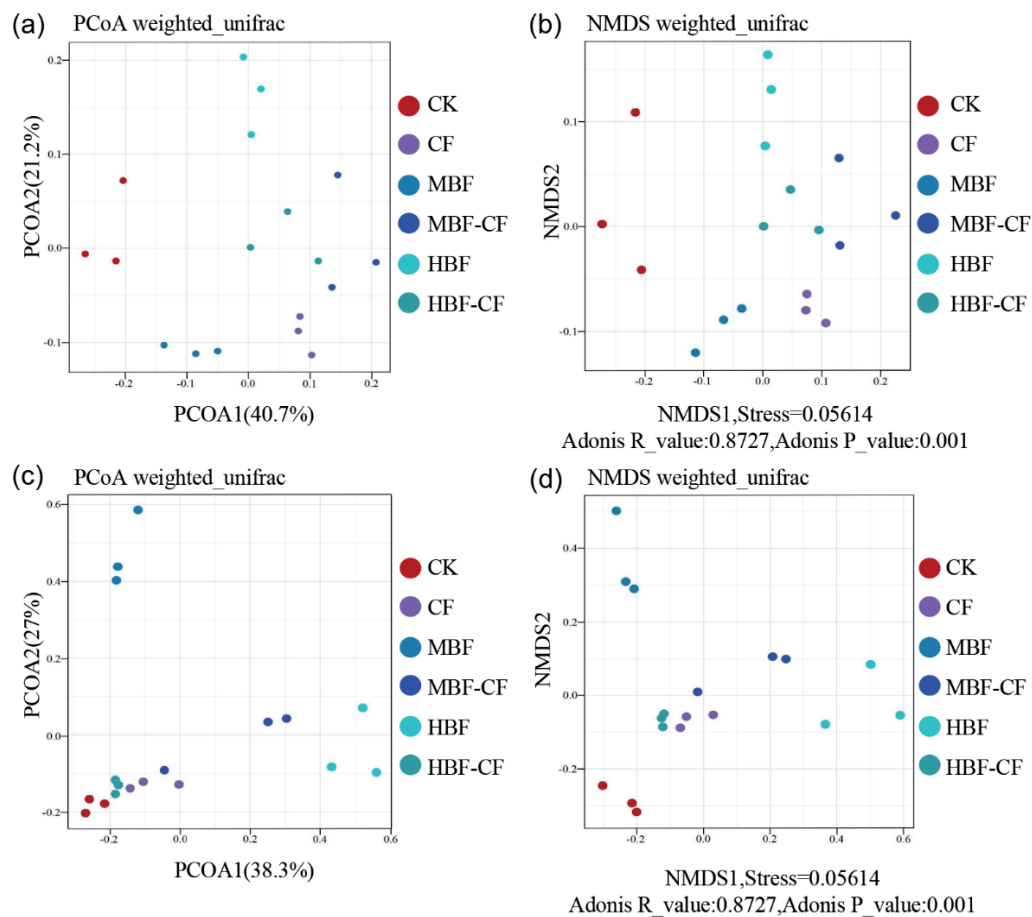 (a) PCoA weighted_unifrac
PCOA2(21.2%)
0.2
0.1
0.0
-0.1
-0.2 -0.1 0.0 0.1 0.2
PCOA1(40.7%)
CK
CF
MBF
MBF-CF
HBF
HBF-CF
(b) NMDS weighted_unifrac
NMDS2
0.1
0.0
-0.1
-0.2 -0.1 0.0 0.1 0.2
NMDS1,Stress=0.05614
Adonis R_value:0.8727,Adonis P_value:0.001
CK
CF
MBF
MBF-CF
HBF
HBF-CF
(c) PCoA weighted_unifrac
PCOA2(27%)
0.6
0.4
0.2
0.0
-0.2
-0.2 0.0 0.2 0.4 0.6
PCOA1(38.3%)
CK
CF
MBF
MBF-CF
HBF
HBF-CF
(d) NMDS weighted_unifrac
NMDS2
0.4
0.2
0.0
-0.2
-0.2 0.0 0.2 0.4 0.6
NMDS1,Stress=0.05614
Adonis R_value:0.8727,Adonis P_value:0.001
CK
CF
MBF
MBF-CF
HBF
HBF-CF